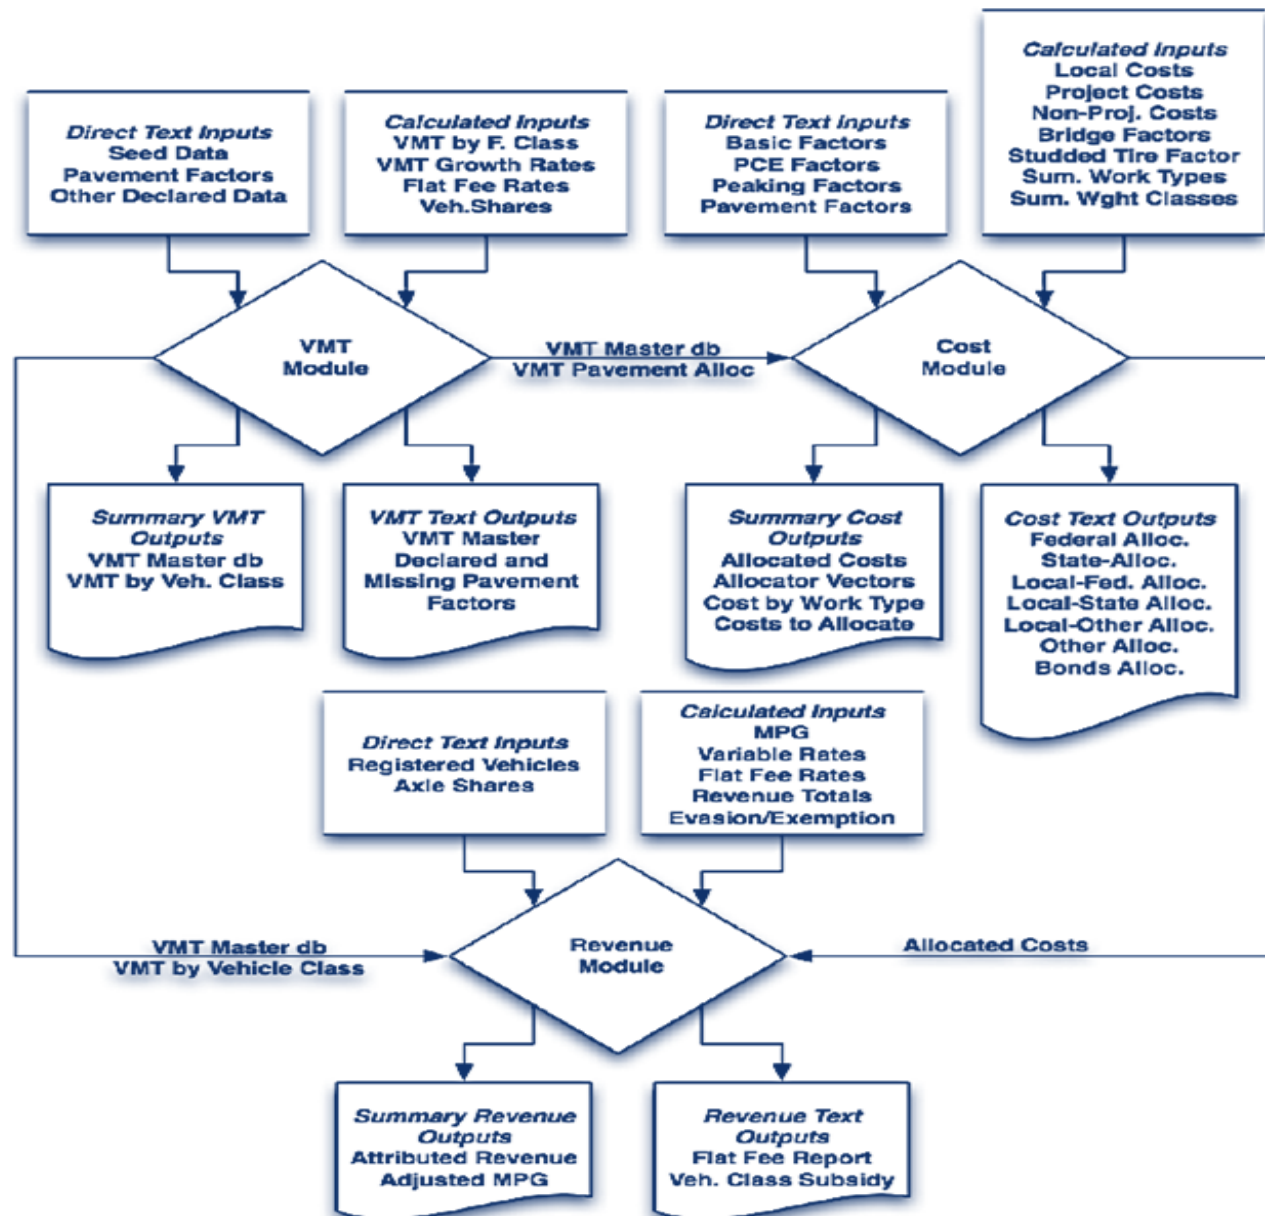 Direct Text Inputs
Seed Data
Pavement Factors
Other Declared Data
Calculated Inputs
VMT by F. Class
VMT Growth Rates
Flat Fee Rates
Veh.Shares
Direct Text Inputs
Basic Factors
PCE Factors
Peaking Factors
Pavement Factors
Calculated Inputs
Local Costs
Project Costs
Non-Proj. Costs
Bridge Factors
Studded Tire Factor
Sum. Work Types
Sum. Wght Classes
VMT
Module
VMT Master db
VMT Pavement Alloc
Cost
Module
Summary VMT
Outputs
VMT Master db
VMT by Veh. Class
VMT Text Outputs
VMT Master
Declared and
Missing Pavement
Factors
Summary Cost
Outputs
Allocated Costs
Allocator Vectors
Cost by Work Type
Costs to Allocate
Cost Text Outputs
Federal Alloc.
State-Alloc.
Local-Fed. Alloc.
Local-State Alloc.
Local-Other Alloc.
Other Alloc.
Bonds Alloc.
Direct Text Inputs
Registered Vehicles
Axle Shares
Calculated Inputs
MPG
Variable Rates
Flat Fee Rates
Revenue Totals
Evasion/Exemption
VMT Master db
VMT by Vehicle Class
Revenue
Module
Allocated Costs
Summary Revenue
Outputs
Attributed Revenue
Adjusted MPG
Revenue Text
Outputs
Flat Fee Report
Veh. Class Subsidy